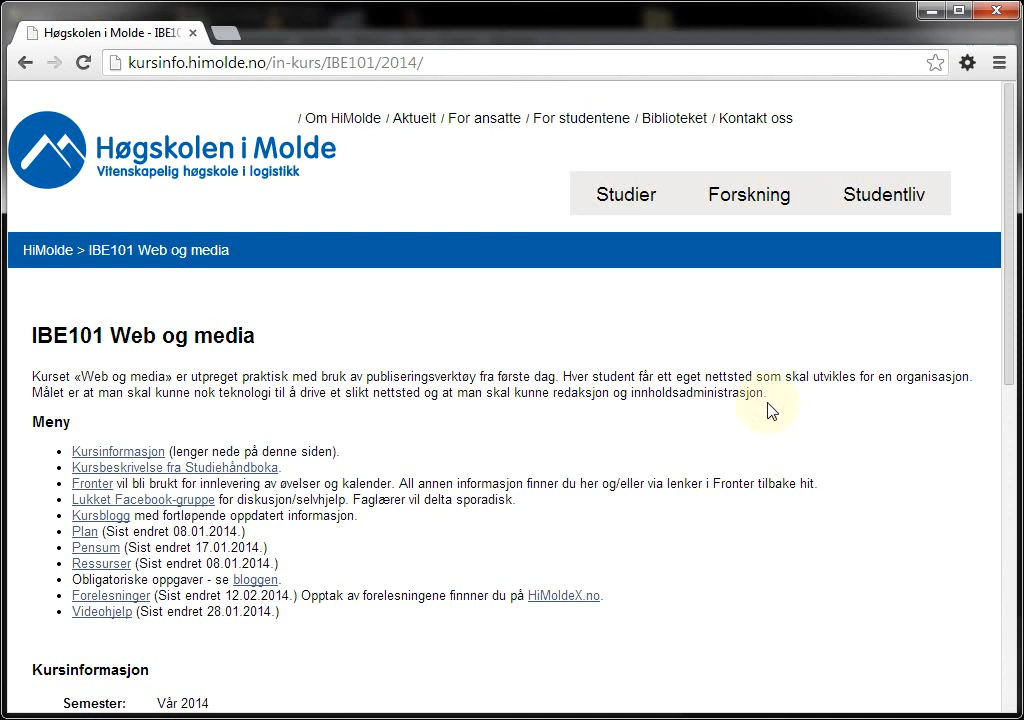 Høgskolen i Molde - IBE10
kursinfo.himolde.no/in-kurs/IBE101/2014/
/ Om HiMolde / Aktuelt / For ansatte / For studentene / Biblioteket / Kontakt oss
Høgskolen i Molde
Vitenskapelig høgskole i logistikk
Studier Forskning Studentliv
HiMolde > IBE101 Web og media
IBE101 Web og media
Kurset «Web og media» er utpreget praktisk med bruk av publiseringsverktøy fra første dag. Hver student får ett eget nettsted som skal utvikles for en organisasjon.
Målet er at man skal kunne nok teknologi til å drive et slikt nettsted og at man skal kunne redaksjon og innholdsadministrasjon.
Meny
• Kursinformasjon (lenger nede på denne siden).
• Kursbeskrivelse fra Studiehåndboka.
• Fronter vil bli brukt for innlevering av øvelser og kalender. All annen informasjon finner du her og/eller via lenker i Fronter tilbake hit.
• Lukket Facebook-gruppe for diskusjon/selvhjelp. Faglærer vil delta sporadisk.
• Kursblogg med fortløpende oppdatert informasjon.
• Plan (Sist endret 08.01.2014.)
• Pensum (Sist endret 17.01.2014.)
• Ressurser (Sist endret 08.01.2014.)
• Obligatoriske oppgaver - se bloggen.
• Forelesninger (Sist endret 12.02.2014.) Opptak av forelesningene finnner du på HiMoldeX.no.
• Videohjelp (Sist endret 28.01.2014.)
Kursinformasjon
Semester: Vår 2014